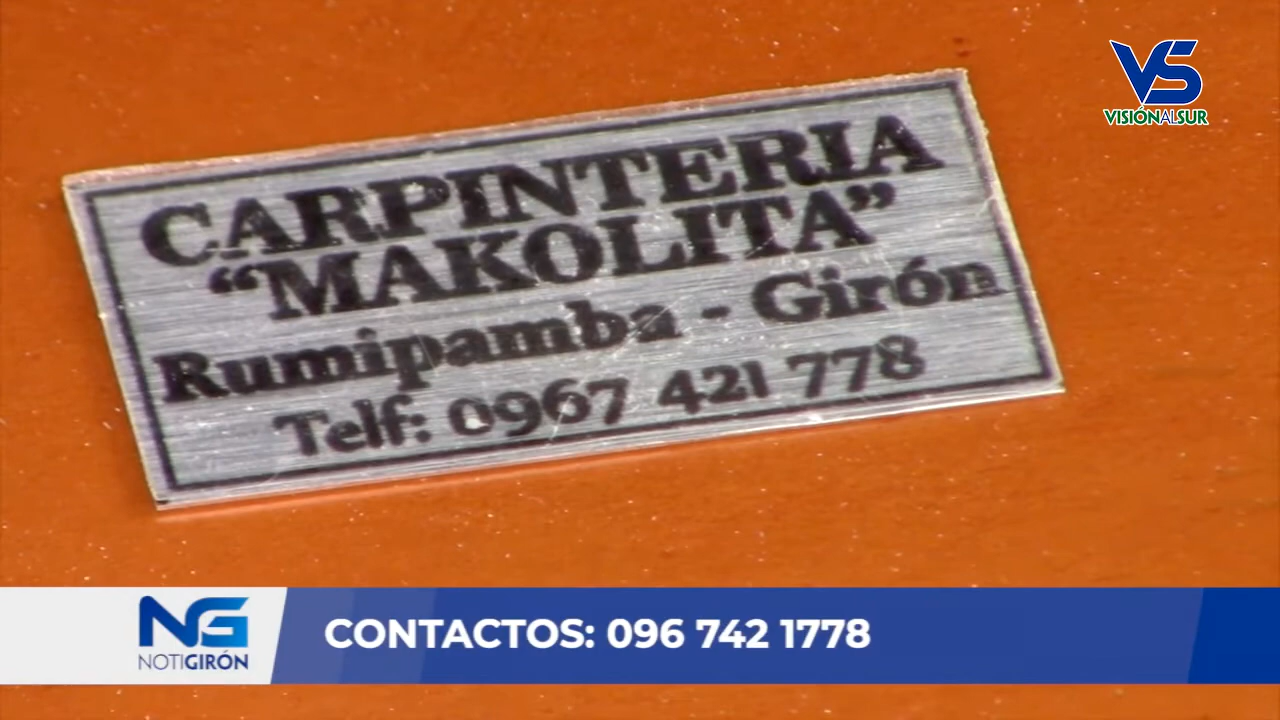 VS
VISIÓNALSUR
CARPINTERIA
“MAKOLITA”
Rumipamba - Girón
Telf: 0967 421 778
NG
NOTIGIRÓN
CONTACTOS: 096 742 1778